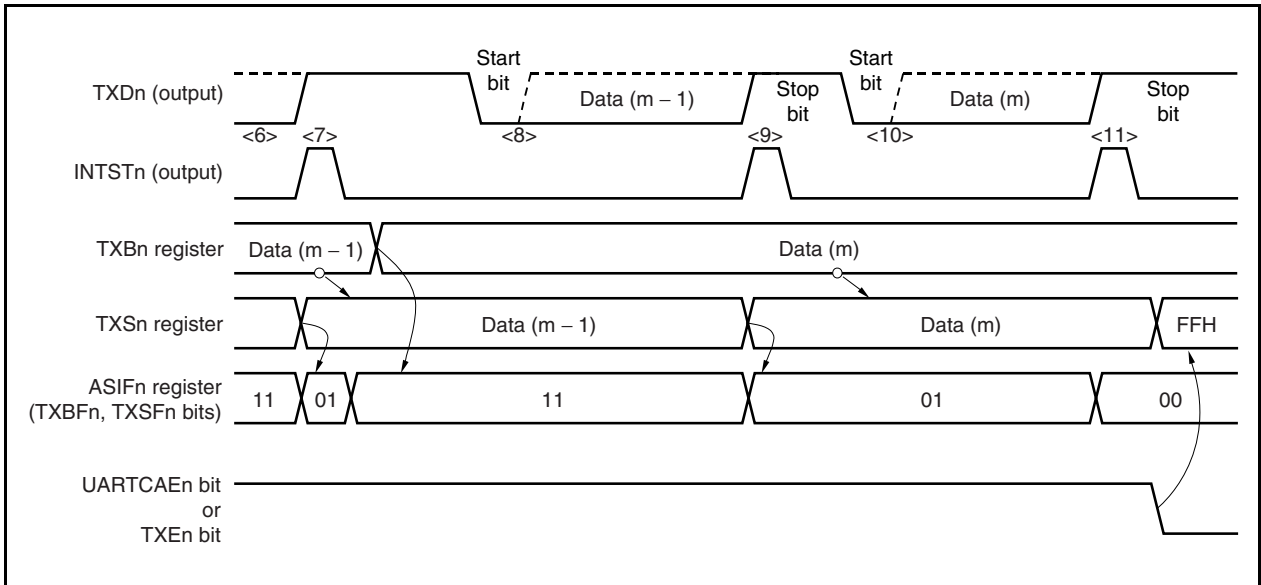 Start
bit
Start
bit
TXDn (output)
Data (m – 1)
Stop
bit
Data (m)
Stop
bit
<6> <7> <8> <9> <10> <11>
INTSTn (output)
TXBn register
Data (m – 1)
Data (m)
TXSn register
Data (m – 1)
Data (m)
FFH
ASIFn register
(TXBFn, TXSFn bits)
11 01 11 01 00
UARTCAEn bit
or
TXEn bit